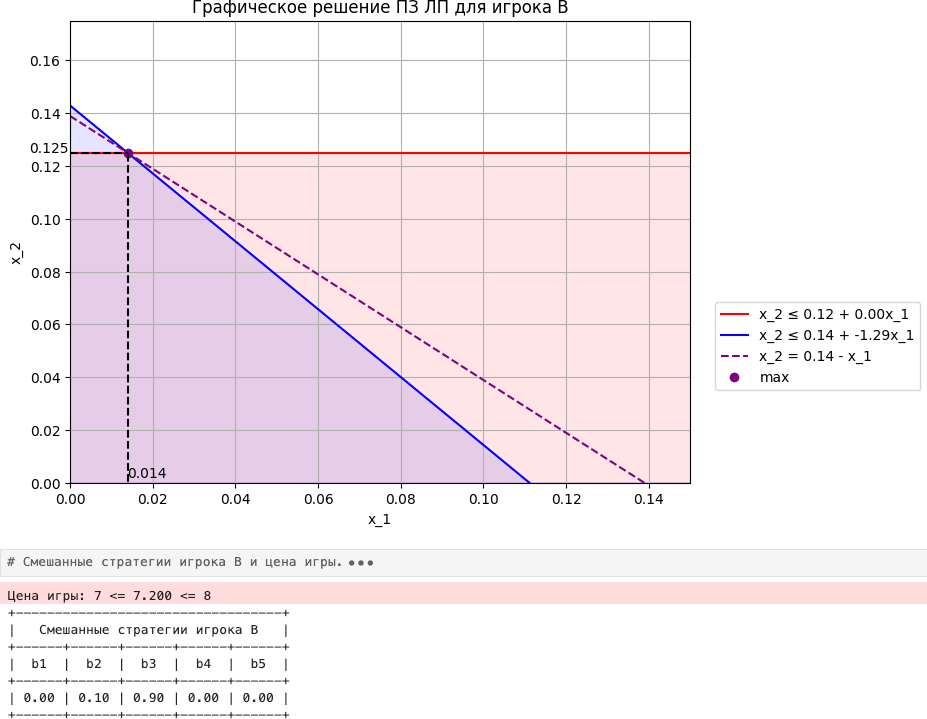 Графическое решение ПЗ ЛП для игрока B
0.16
0.14
0.125
0.12
0.10
0.08
0.06
0.04
0.02
0.00
x_2
0.014
0.00 0.02 0.04 0.06 0.08 0.10 0.12 0.14
x_1
x_2 ≤ 0.12 + 0.00x_1
x_2 ≤ 0.14 + -1.29x_1
x_2 = 0.14 - x_1
max
# Смешанные стратегии игрока B и цена игры. •••
Цена игры: 7 <= 7.200 <= 8
+---------------------------------+
| Смешанные стратегии игрока B |
+------+------+------+------+------+
| b1 | b2 | b3 | b4 | b5 |
+------+------+------+------+------+
| 0.00 | 0.10 | 0.90 | 0.00 | 0.00 |
+------+------+------+------+------+